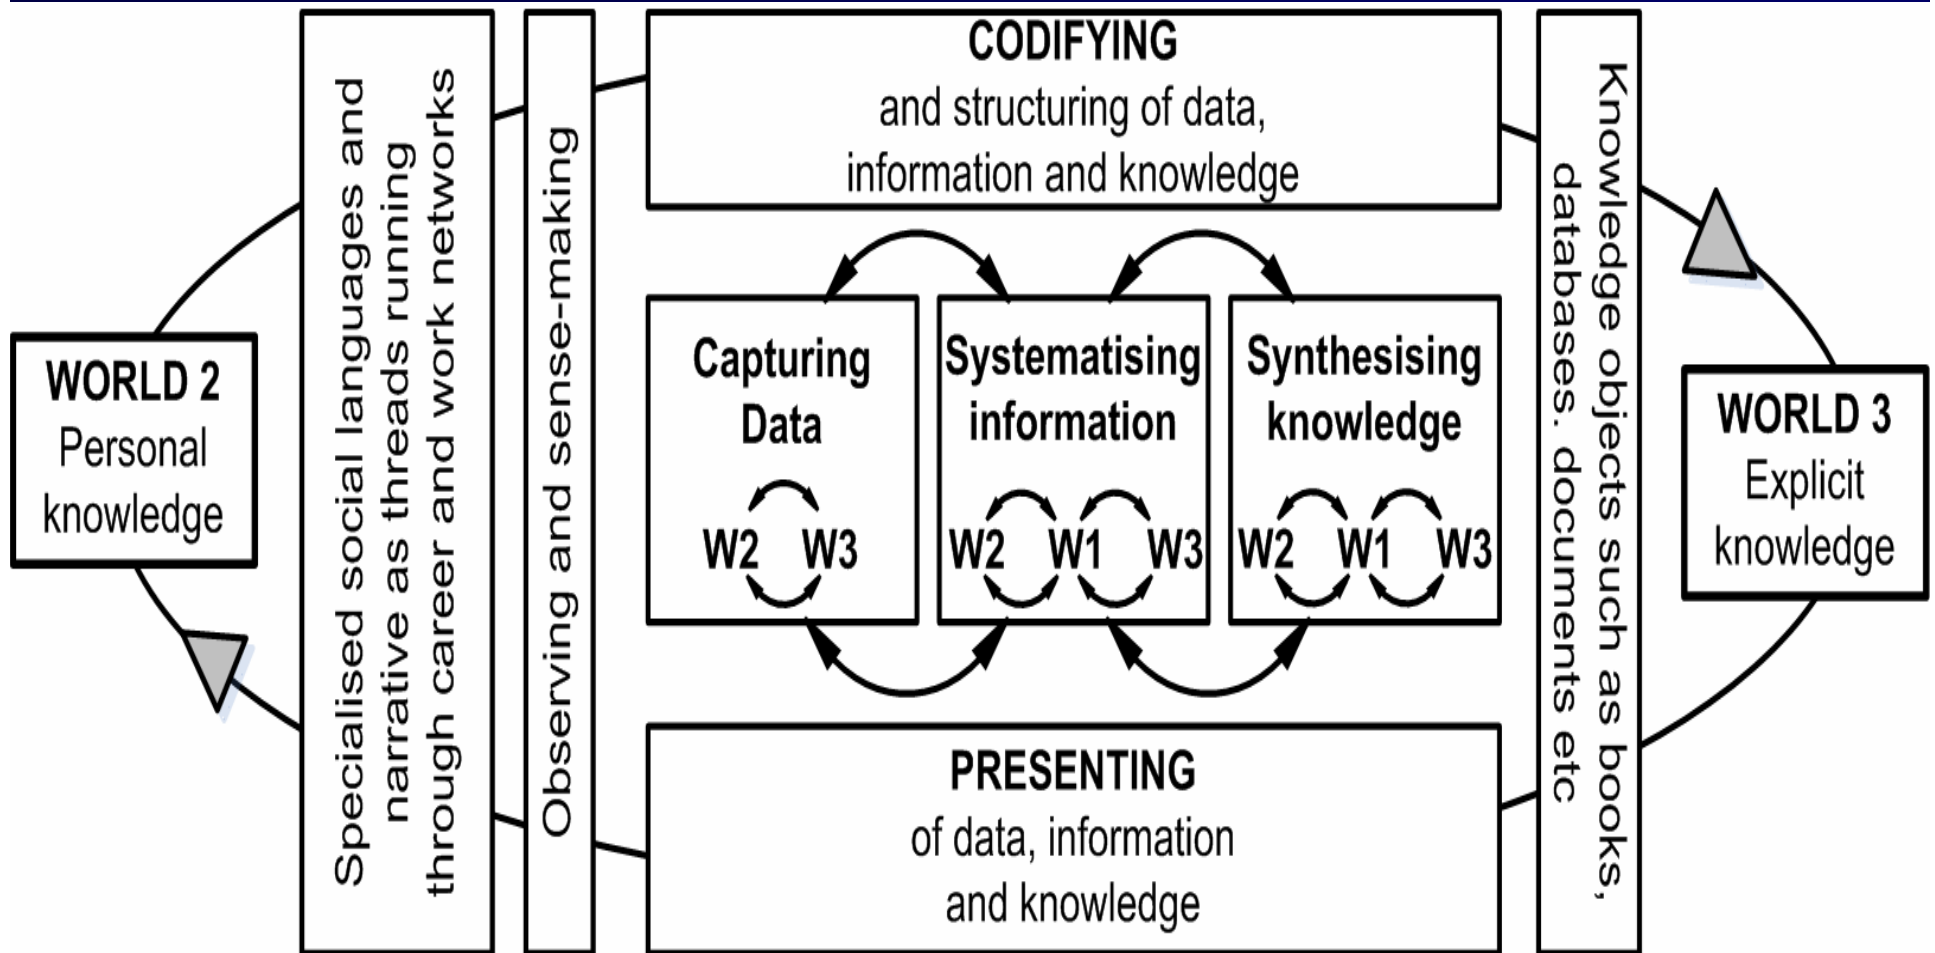 WORLD 2
Personal
knowledge
Specialised social languages and
narrative as threads running
through career and work networks
Observing and sense-making
CODIFYING
and structuring of data,
information and knowledge
Capturing
Data
W2 W3
Systematising
information
W2 W1 W3
Synthesising
knowledge
W2 W1 W3
PRESENTING
of data, information
and knowledge
Knowledge objects such as books,
databases. documents etc
WORLD 3
Explicit
knowledge